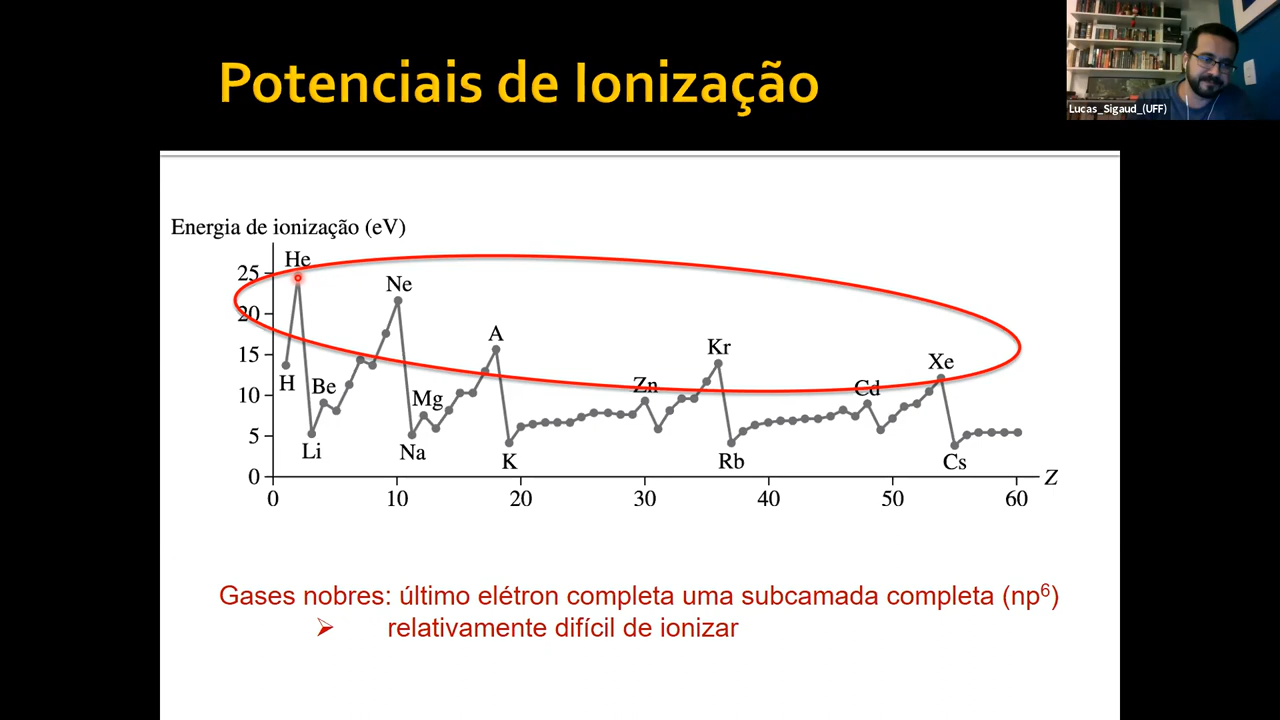 Potenciais de Ionização
Lucas_Sigaud_(UFF)
Energia de ionização (eV)
25
20
15
10
5
0
He
Ne
A
Kr
Xe
H
Be
Mg
Zn
Cd
Li
Na
K
Rb
Cs
Z
0 10 20 30 40 50 60
Gases nobres: último elétron completa uma subcamada completa (np⁶)
➢ relativamente difícil de ionizar